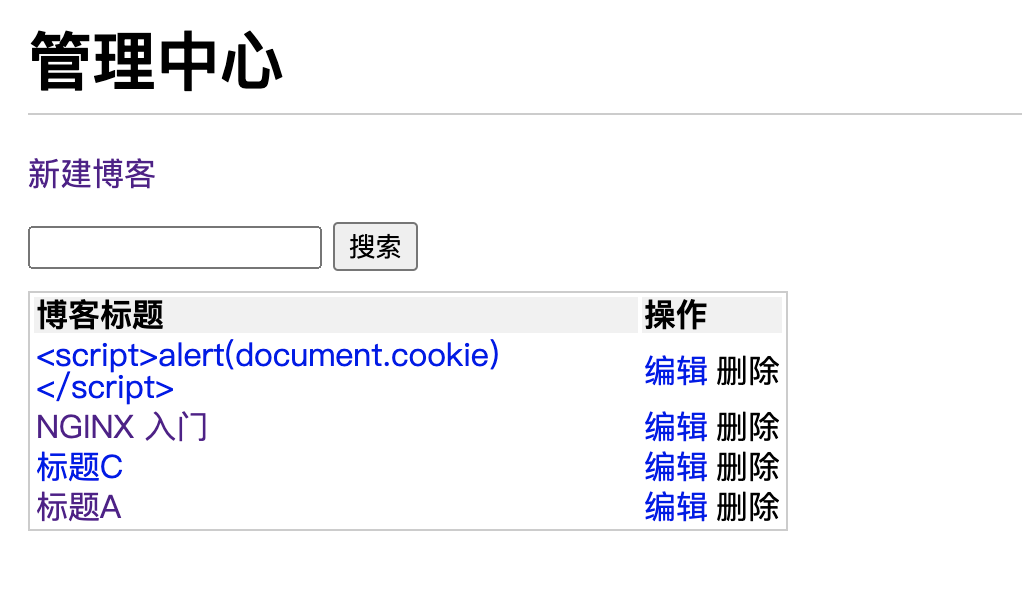 管理中心
新建博客
搜索
博客标题 操作
<script>alert(document.cookie)
</script>
编辑 删除
NGINX 入门 编辑 删除
标题C 编辑 删除
标题A 编辑 删除